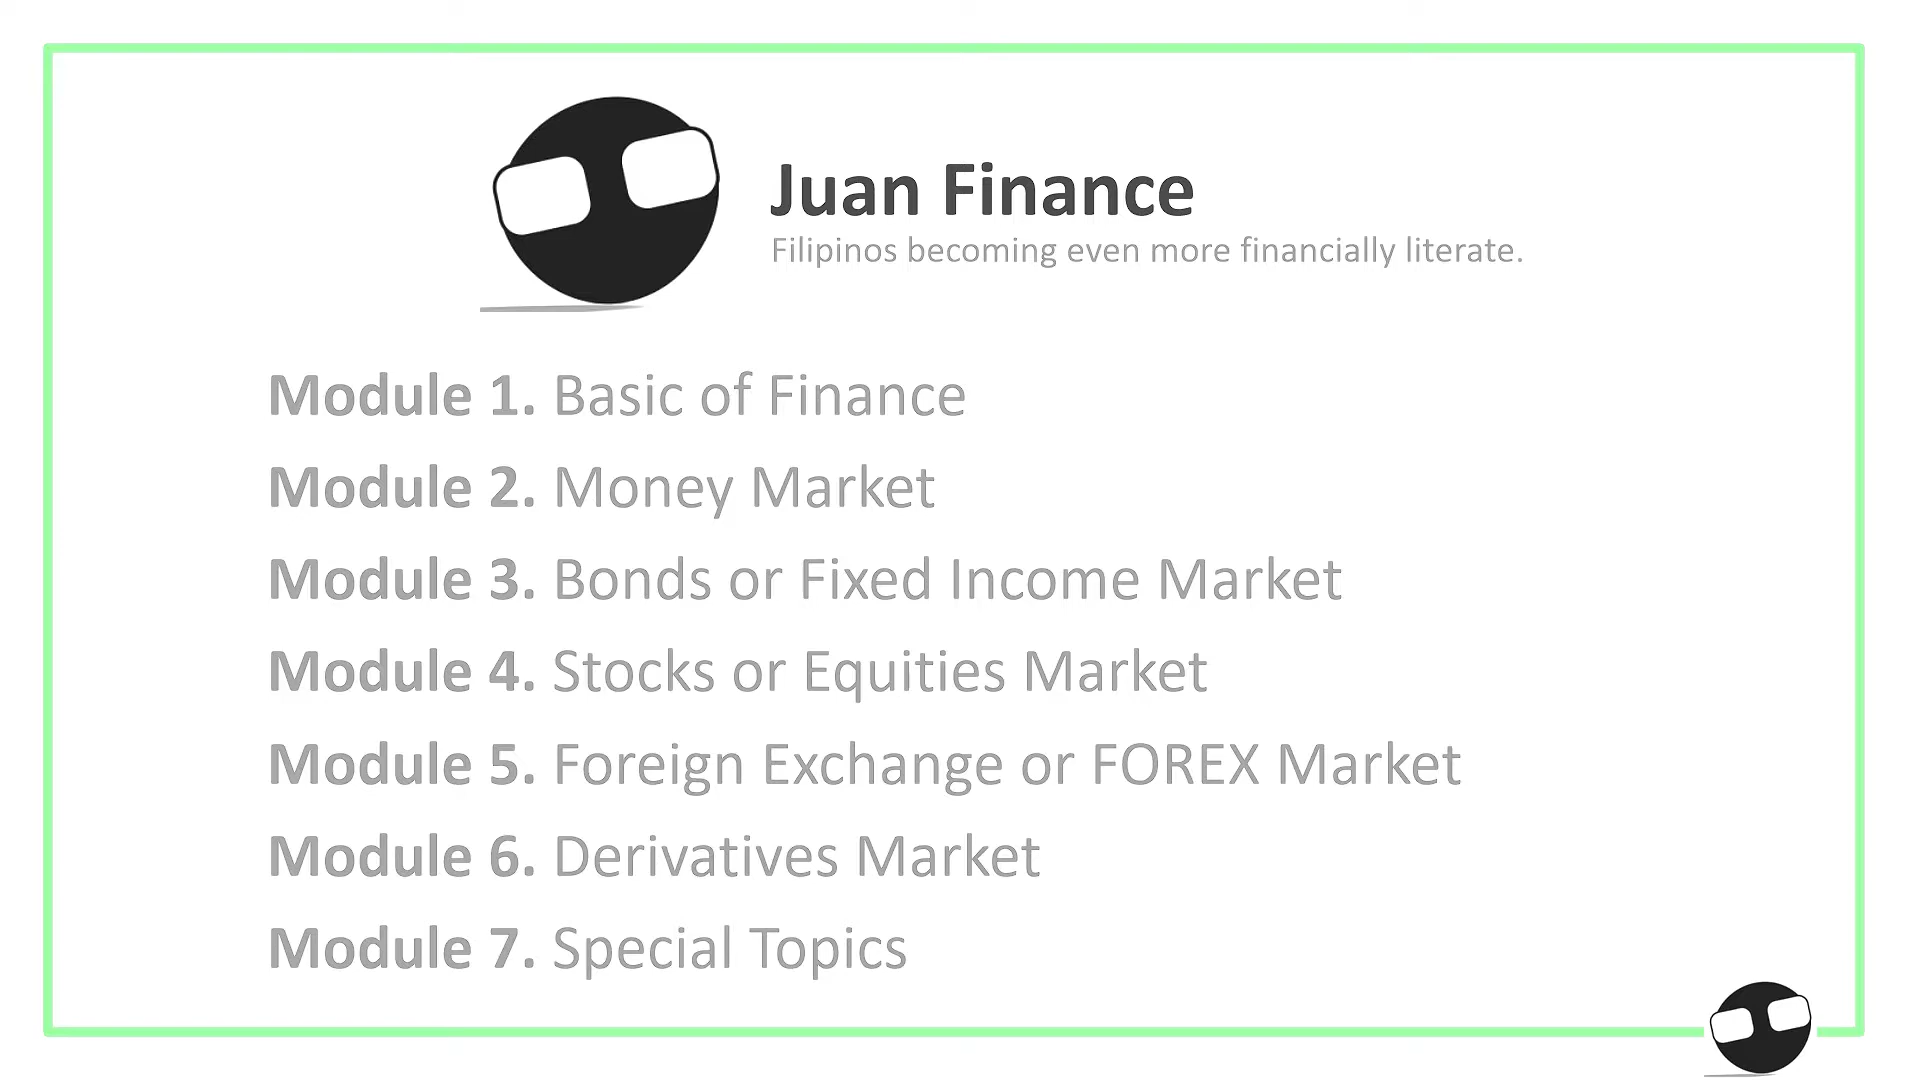 Juan Finance
Filipinos becoming even more financially literate.
Module 1. Basic of Finance
Module 2. Money Market
Module 3. Bonds or Fixed Income Market
Module 4. Stocks or Equities Market
Module 5. Foreign Exchange or FOREX Market
Module 6. Derivatives Market
Module 7. Special Topics